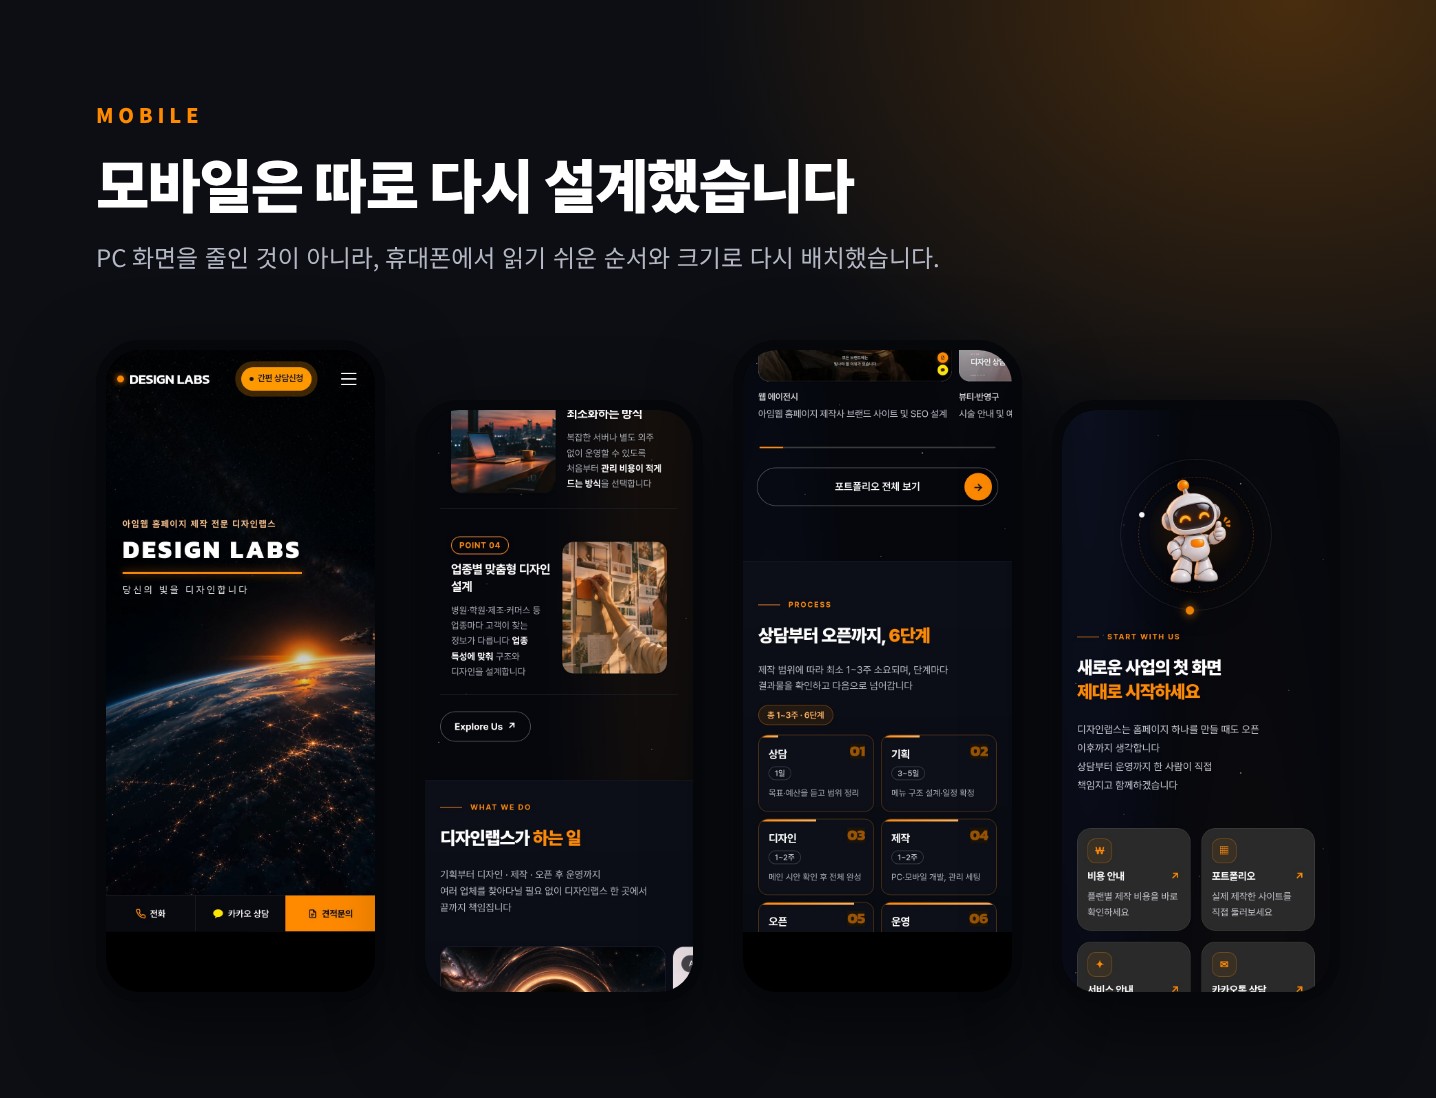 MOBILE
모바일은 따로 다시 설계했습니다
PC 화면을 줄인 것이 아니라, 휴대폰에서 읽기 쉬운 순서와 크기로 다시 배치했습니다.
DESIGN LABS
간편 상담신청
아임웹 홈페이지 제작 전문 디자인랩스
DESIGN LABS
당신의 빛을 디자인합니다
전화
카카오 상담
견적문의
최소화하는 방식
복잡한 서버나 별도 외주
없이 운영할 수 있도록
처음부터 관리 비용이 적게
드는 방식을 선택합니다
POINT 04
업종별 맞춤형 디자인
설계
병원·학원·제조·커머스 등
업종마다 고객이 찾는
정보가 다릅니다 업종
특성에 맞춰 구조와
디자인을 설계합니다
Explore Us ↗
WHAT WE DO
디자인랩스가 하는 일
기획부터 디자인 · 제작 · 오픈 후 운영까지
여러 업체를 찾아다닐 필요 없이 디자인랩스 한 곳에서
끝까지 책임집니다
디자인 상담
웹 에이전시
아임웹 홈페이지 제작사 브랜드 사이트 및 SEO 설계
뷰티·반영구
시술 안내 및 예
포트폴리오 전체 보기 →
PROCESS
상담부터 오픈까지, 6단계
제작 범위에 따라 최소 1~3주 소요되며, 단계마다
결과물을 확인하고 다음으로 넘어갑니다
총 1~3주 · 6단계
상담 01
1일
목표·예산을 듣고 범위 정리
기획 02
3~5일
메뉴 구조 설계·일정 확정
디자인 03
1~2주
메인 시안 확인 후 전체 완성
제작 04
1~2주
PC·모바일 개발, 관리 세팅
오픈 05
운영 06
START WITH US
새로운 사업의 첫 화면
제대로 시작하세요
디자인랩스는 홈페이지 하나를 만들 때도 오픈
이후까지 생각합니다
상담부터 운영까지 한 사람이 직접
책임지고 함께하겠습니다
₩
비용 안내 ↗
플랜별 제작 비용을 바로
확인하세요
포트폴리오 ↗
실제 제작한 사이트를
직접 둘러보세요
서비스 안내 ↗
카카오톡 상담 ↗